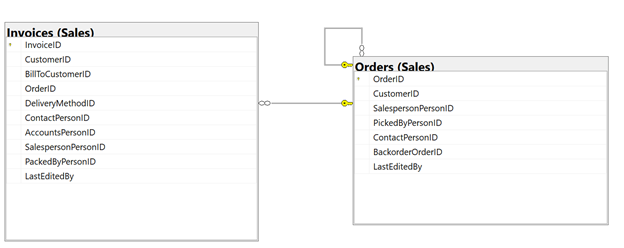 Invoices (Sales)
InvoiceID
CustomerID
BillToCustomerID
OrderID
DeliveryMethodID
ContactPersonID
AccountsPersonID
SalespersonPersonID
PackedByPersonID
LastEditedBy
Orders (Sales)
OrderID
CustomerID
SalespersonPersonID
PickedByPersonID
ContactPersonID
BackorderOrderID
LastEditedBy